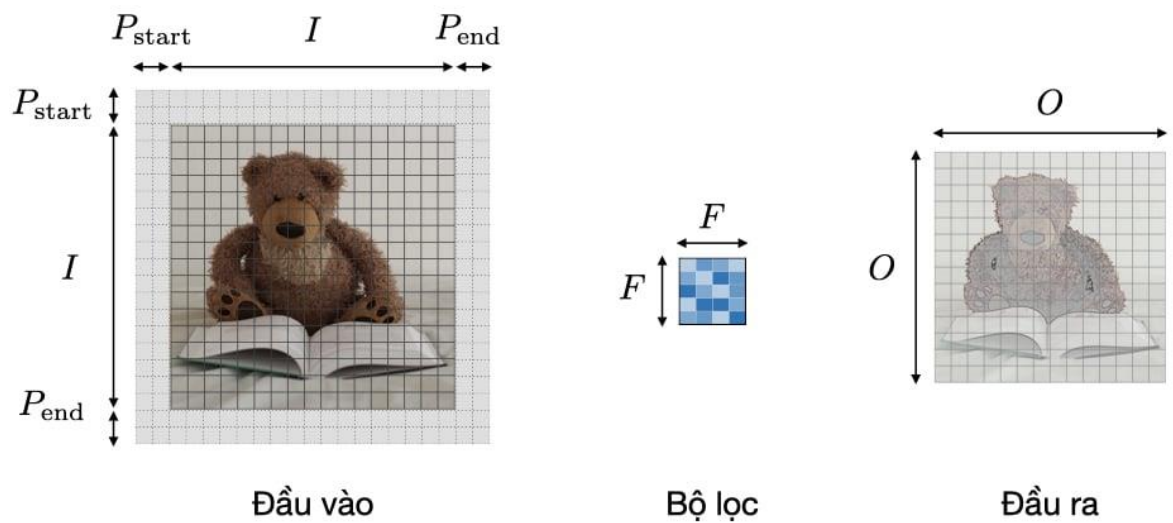 P_start I P_end
P_start
I
P_end
F
F
O
O
Đầu vào Bộ lọc Đầu ra